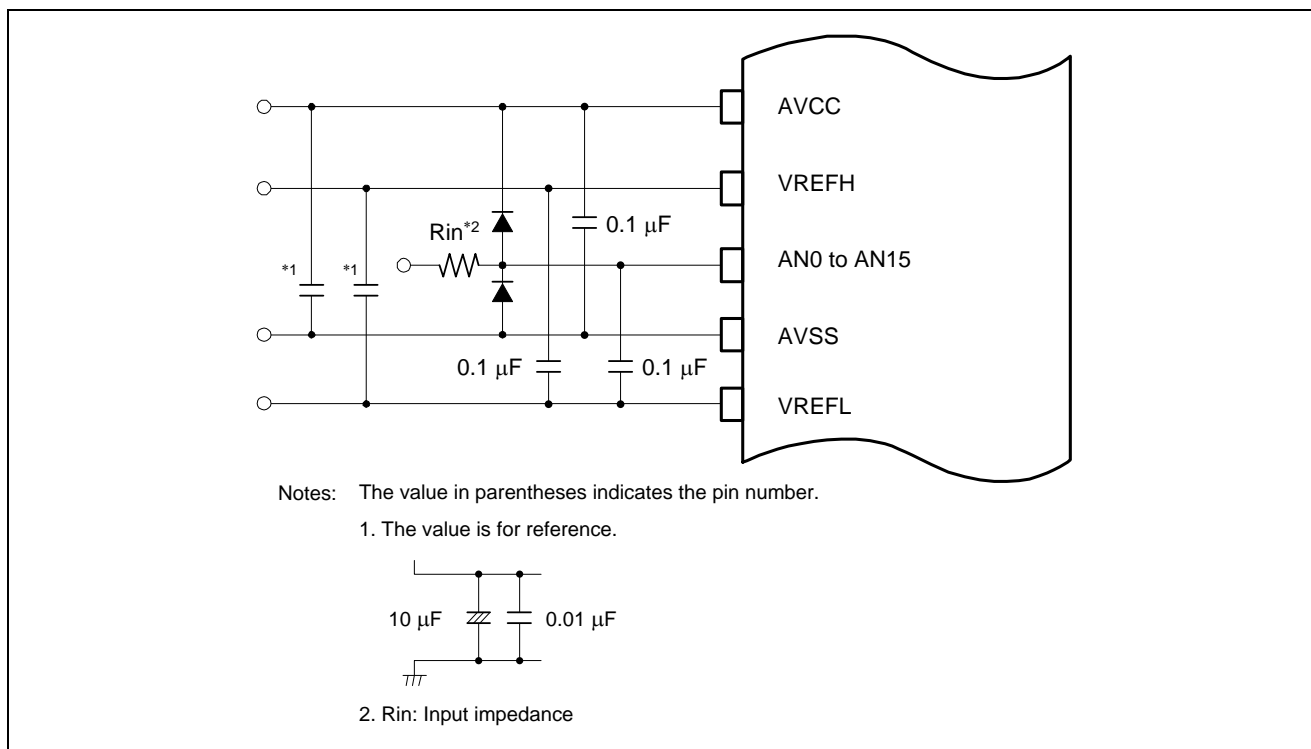 AVCC
VREFH
0.1 μF
Rin*2
AN0 to AN15
*1
*1
AVSS
0.1 μF
0.1 μF
VREFL
Notes: The value in parentheses indicates the pin number.
1. The value is for reference.
10 μF
0.01 μF
2. Rin: Input impedance